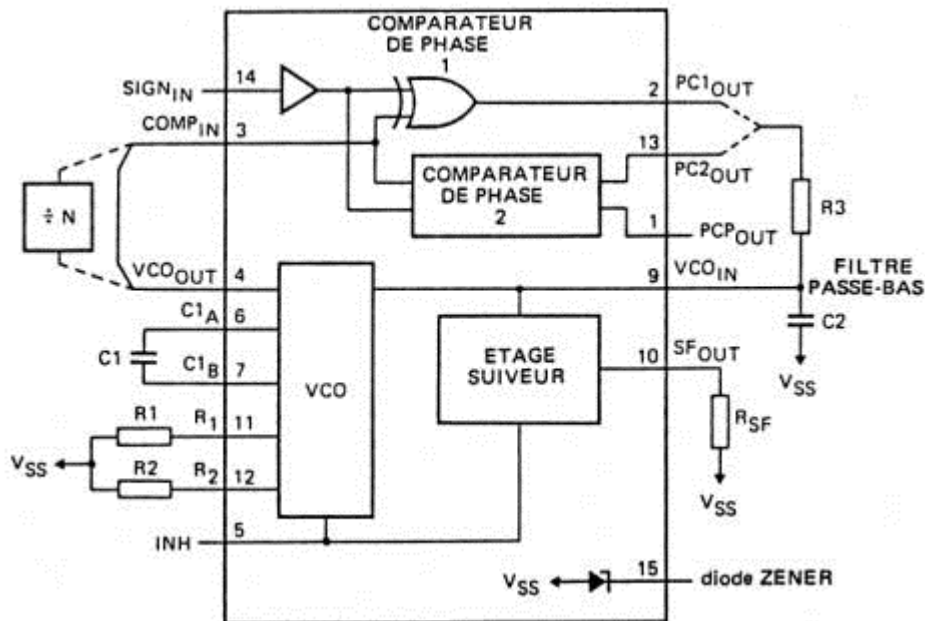 COMPARATEUR
DE PHASE
1
SIGN_IN 14
COMP_IN 3
2 PC1_OUT
13
PC2_OUT
COMPARATEUR
DE PHASE
2
1
PCP_OUT
÷ N
R3
VCO_OUT 4
9 VCO_IN
FILTRE
PASSE-BAS
C1_A 6
C1
C1_B 7
C2
V_SS
VCO
ETAGE
SUIVEUR
10 SF_OUT
R_SF
V_SS
R1 R_1 11
V_SS
R2 R_2 12
INH 5
V_SS
15 diode ZENER